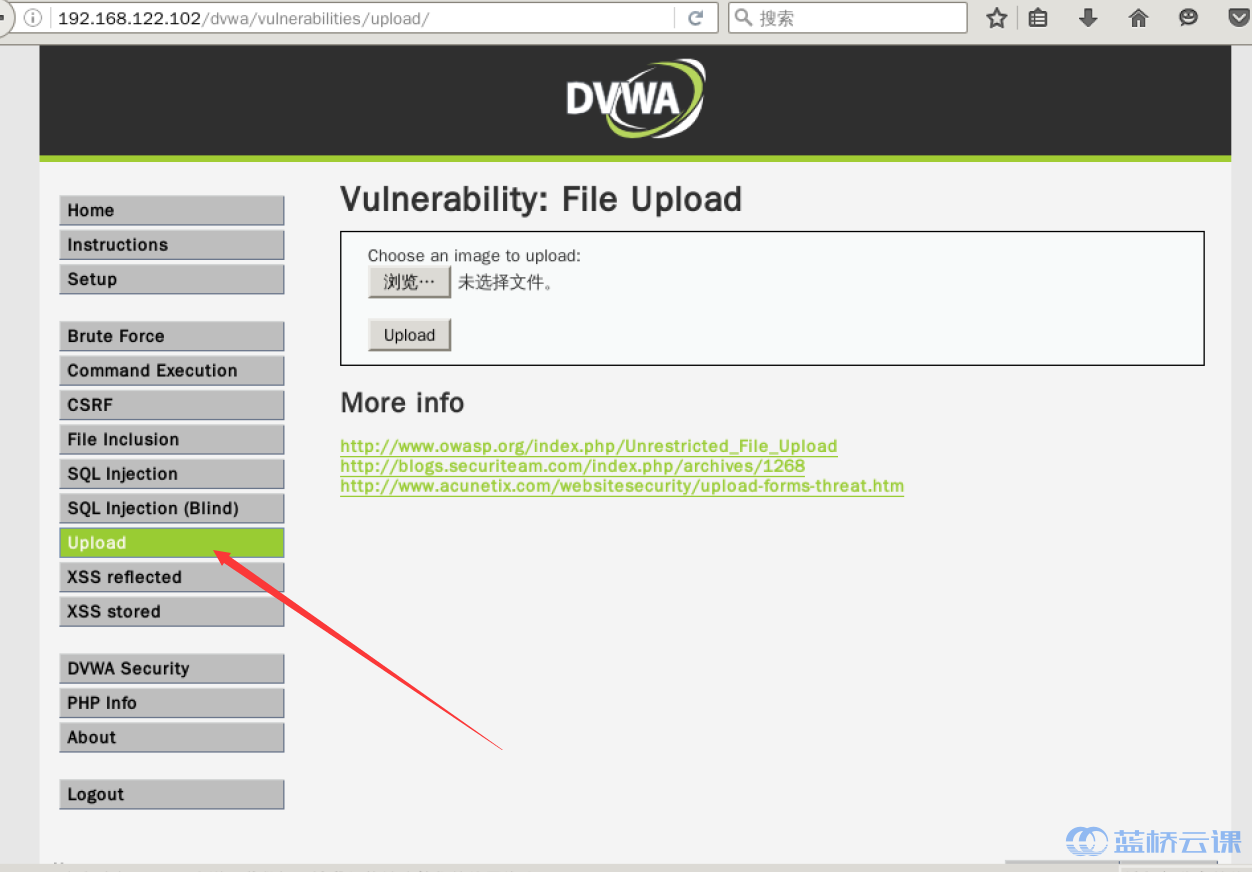 192.168.122.102/dvwa/vulnerabilities/upload/
搜索
DVWA
Home
Instructions
Setup
Brute Force
Command Execution
CSRF
File Inclusion
SQL Injection
SQL Injection (Blind)
Upload
XSS reflected
XSS stored
DVWA Security
PHP Info
About
Logout
Vulnerability: File Upload
Choose an image to upload:
浏览… 未选择文件。
Upload
More info
http://www.owasp.org/index.php/Unrestricted_File_Upload
http://blogs.securiteam.com/index.php/archives/1268
http://www.acunetix.com/websitesecurity/upload-forms-threat.htm
蓝桥云课